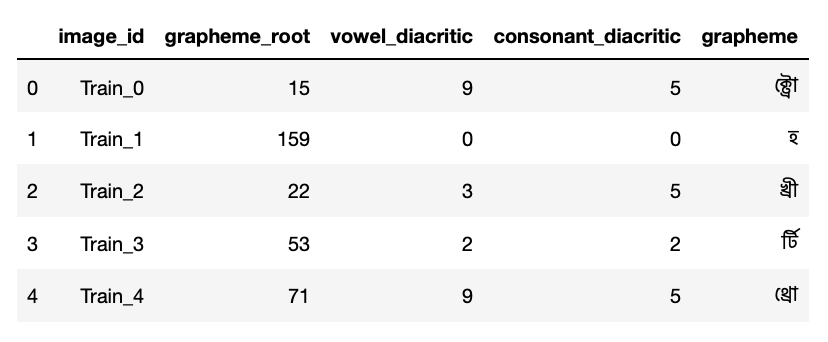 image_id grapheme_root vowel_diacritic consonant_diacritic grapheme
0 Train_0 15 9 5 ক্ট্রো
1 Train_1 159 0 0 হ
2 Train_2 22 3 5 খ্রী
3 Train_3 53 2 2 র্টি
4 Train_4 71 9 5 থ্রো